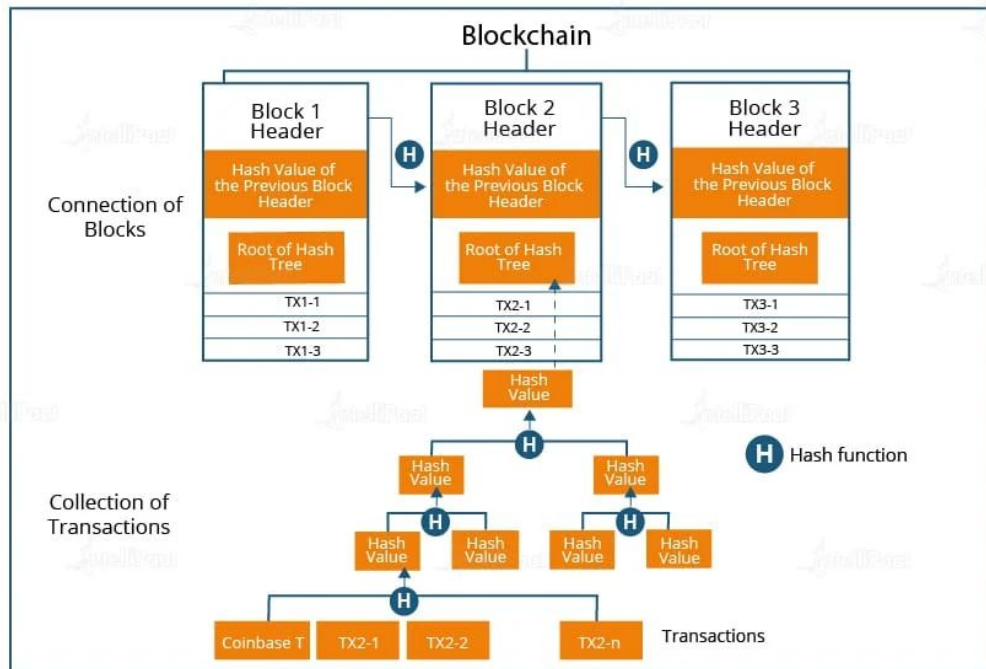 Blockchain
Block 1
Header
Block 2
Header
Block 3
Header
H
H
Hash Value of
the Previous Block
Header
Hash Value of
the Previous Block
Header
Hash Value of
the Previous Block
Header
Connection of
Blocks
Root of Hash
Tree
Root of Hash
Tree
Root of Hash
Tree
TX1-1
TX1-2
TX1-3
TX2-1
TX2-2
TX2-3
TX3-1
TX3-2
TX3-3
Hash
Value
H
H Hash function
Hash
Value
Hash
Value
Collection of
Transactions
H
H
Hash
Value
Hash
Value
Hash
Value
Hash
Value
H
Coinbase T
TX2-1
TX2-2
TX2-n
Transactions